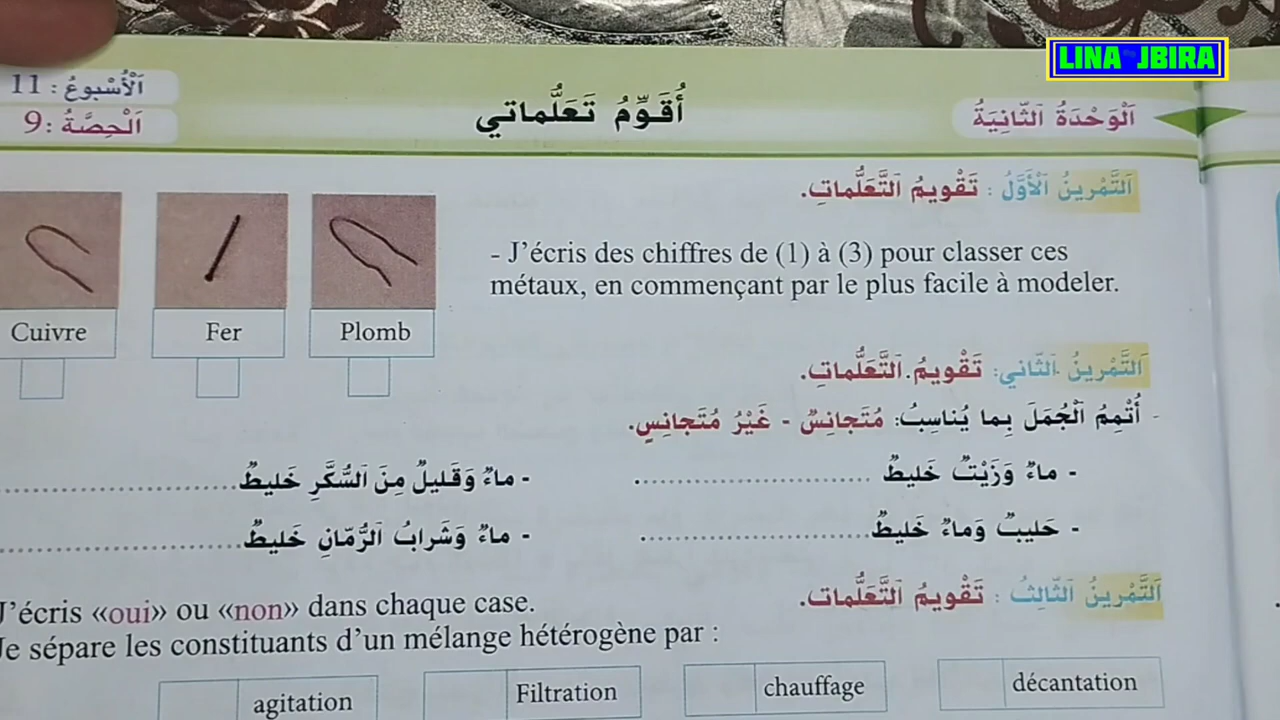 LINA JBIRA
اَلْأُسْبوعُ : 11
اَلْحِصَّةُ : 9
أُقَوِّمُ تَعَلُّماتي
اَلْوَحْدَةُ اَلثّانِيَةُ
اَلتَّمْرينُ اَلْأَوَّلُ : تَقْويمُ اَلتَّعَلُّماتِ.
- J’écris des chiffres de (1) à (3) pour classer ces
métaux, en commençant par le plus facile à modeler.
Cuivre
Fer
Plomb
اَلتَّمْرينُ اَلثّاني: تَقْويمُ اَلتَّعَلُّماتِ.
- أُتْمِمُ اَلْجُمَلَ بِما يُناسِبُ: مُتَجانِسٌ - غَيْرُ مُتَجانِسٍ.
- ماءٌ وَزَيْتٌ خَليطٌ ..............................
- ماءٌ وَقَليلٌ مِنَ اَلسُّكَّرِ خَليطٌ ..............................
- حَليبٌ وَماءٌ خَليطٌ ..............................
- ماءٌ وَشَرابُ اَلرُّمّانِ خَليطٌ ..............................
اَلتَّمْرينُ اَلثّالِثُ : تَقْويمُ اَلتَّعَلُّماتِ.
J’écris «oui» ou «non» dans chaque case.
Je sépare les constituants d’un mélange hétérogène par :
agitation
Filtration
chauffage
décantation